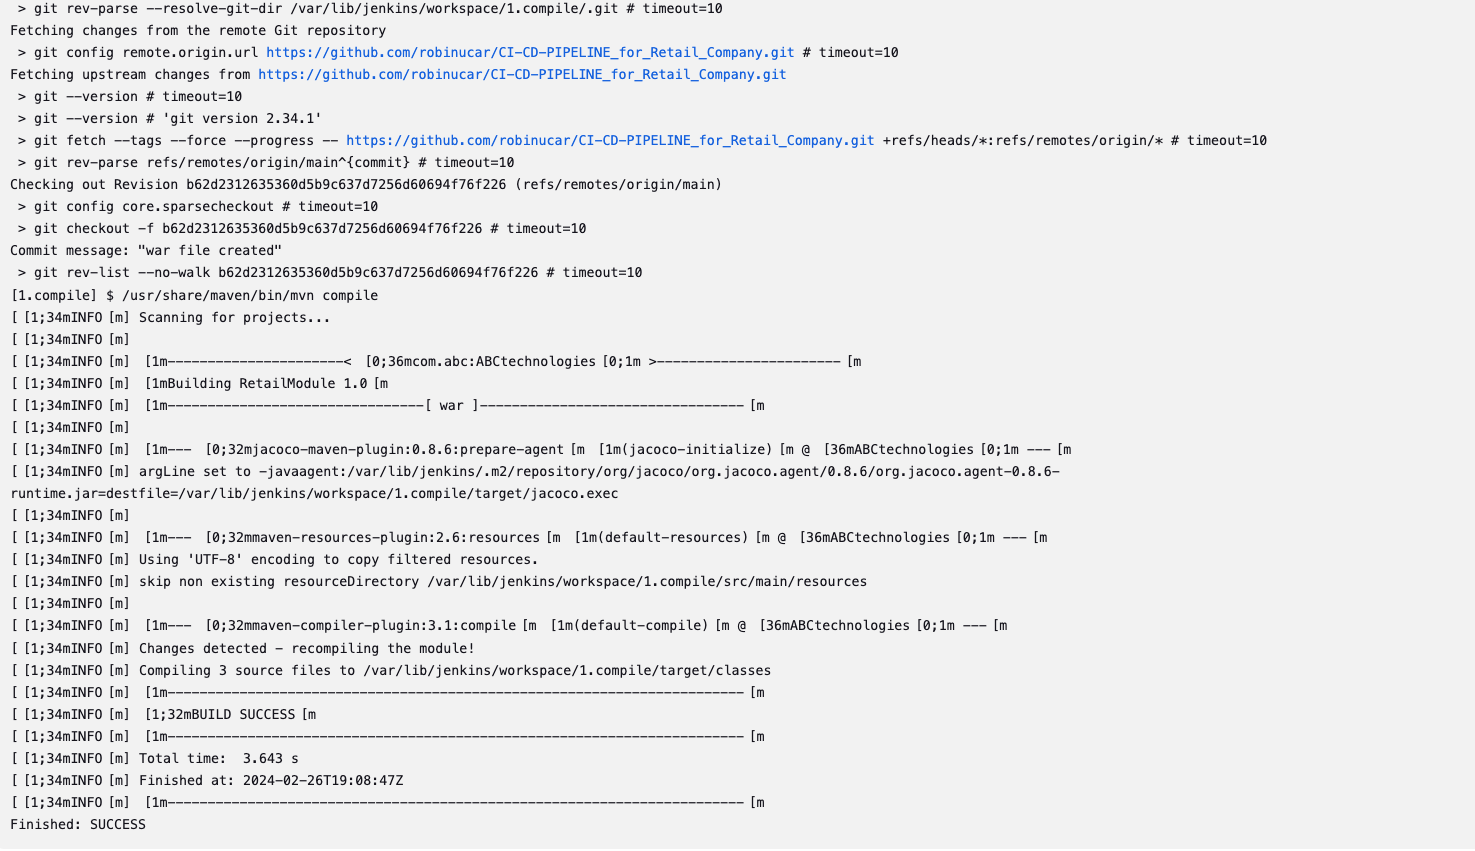 > git rev-parse --resolve-git-dir /var/lib/jenkins/workspace/1.compile/.git # timeout=10
Fetching changes from the remote Git repository
> git config remote.origin.url https://github.com/robinucar/CI-CD-PIPELINE_for_Retail_Company.git # timeout=10
Fetching upstream changes from https://github.com/robinucar/CI-CD-PIPELINE_for_Retail_Company.git
> git --version # timeout=10
> git --version # 'git version 2.34.1'
> git fetch --tags --force --progress -- https://github.com/robinucar/CI-CD-PIPELINE_for_Retail_Company.git +refs/heads/*:refs/remotes/origin/* # timeout=10
> git rev-parse refs/remotes/origin/main^{commit} # timeout=10
Checking out Revision b62d2312635360d5b9c637d7256d60694f76f226 (refs/remotes/origin/main)
> git config core.sparsecheckout # timeout=10
> git checkout -f b62d2312635360d5b9c637d7256d60694f76f226 # timeout=10
Commit message: "war file created"
> git rev-list --no-walk b62d2312635360d5b9c637d7256d60694f76f226 # timeout=10
[1.compile] $ /usr/share/maven/bin/mvn compile
[ [1;34mINFO [m] Scanning for projects...
[ [1;34mINFO [m]
[ [1;34mINFO [m] [1m----------------------< [0;36mcom.abc:ABCtechnologies [0;1m >----------------------- [m
[ [1;34mINFO [m] [1mBuilding RetailModule 1.0 [m
[ [1;34mINFO [m] [1m--------------------------------[ war ]--------------------------------- [m
[ [1;34mINFO [m]
[ [1;34mINFO [m] [1m--- [0;32mjacoco-maven-plugin:0.8.6:prepare-agent [m [1m(jacoco-initialize) [m @ [36mABCtechnologies [0;1m --- [m
[ [1;34mINFO [m] argLine set to -javaagent:/var/lib/jenkins/.m2/repository/org/jacoco/org.jacoco.agent/0.8.6/org.jacoco.agent-0.8.6-
runtime.jar=destfile=/var/lib/jenkins/workspace/1.compile/target/jacoco.exec
[ [1;34mINFO [m]
[ [1;34mINFO [m] [1m--- [0;32mmaven-resources-plugin:2.6:resources [m [1m(default-resources) [m @ [36mABCtechnologies [0;1m --- [m
[ [1;34mINFO [m] Using 'UTF-8' encoding to copy filtered resources.
[ [1;34mINFO [m] skip non existing resourceDirectory /var/lib/jenkins/workspace/1.compile/src/main/resources
[ [1;34mINFO [m]
[ [1;34mINFO [m] [1m--- [0;32mmaven-compiler-plugin:3.1:compile [m [1m(default-compile) [m @ [36mABCtechnologies [0;1m --- [m
[ [1;34mINFO [m] Changes detected - recompiling the module!
[ [1;34mINFO [m] Compiling 3 source files to /var/lib/jenkins/workspace/1.compile/target/classes
[ [1;34mINFO [m] [1m------------------------------------------------------------------------ [m
[ [1;34mINFO [m] [1;32mBUILD SUCCESS [m
[ [1;34mINFO [m] [1m------------------------------------------------------------------------ [m
[ [1;34mINFO [m] Total time:  3.643 s
[ [1;34mINFO [m] Finished at: 2024-02-26T19:08:47Z
[ [1;34mINFO [m] [1m------------------------------------------------------------------------ [m
Finished: SUCCESS